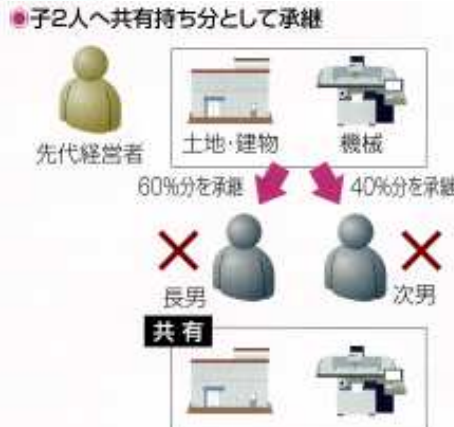 ●子2人へ共有持ち分として承継
先代経営者
土地・建物
機械
60%分を承継
40%分を承継
長男
次男
共有